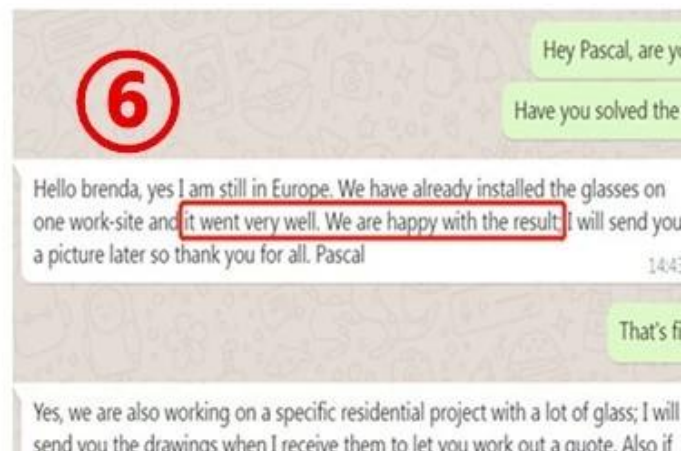 ⑥
Hey Pascal, are yo
Have you solved the
Hello brenda, yes I am still in Europe. We have already installed the glasses on
one work-site and it went very well. We are happy with the result; I will send you
a picture later so thank you for all. Pascal
14:43
That's fi
Yes, we are also working on a specific residential project with a lot of glass; I will
send you the drawings when I receive them to let you work out a quote. Also if